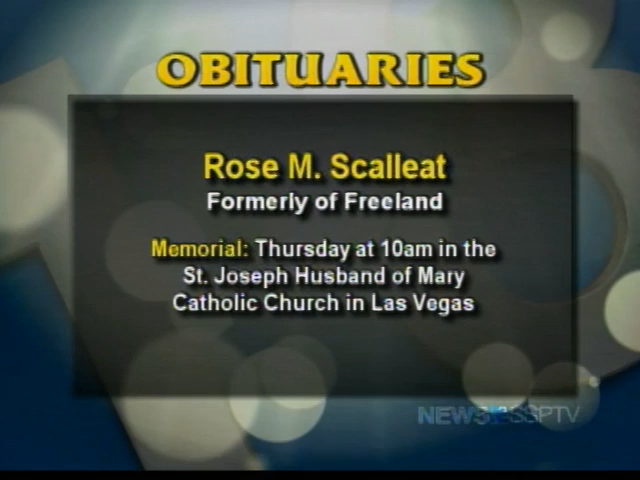 OBITUARIES
Rose M. Scalleat
Formerly of Freeland
Memorial: Thursday at 10am in the
St. Joseph Husband of Mary
Catholic Church in Las Vegas
SSPTV